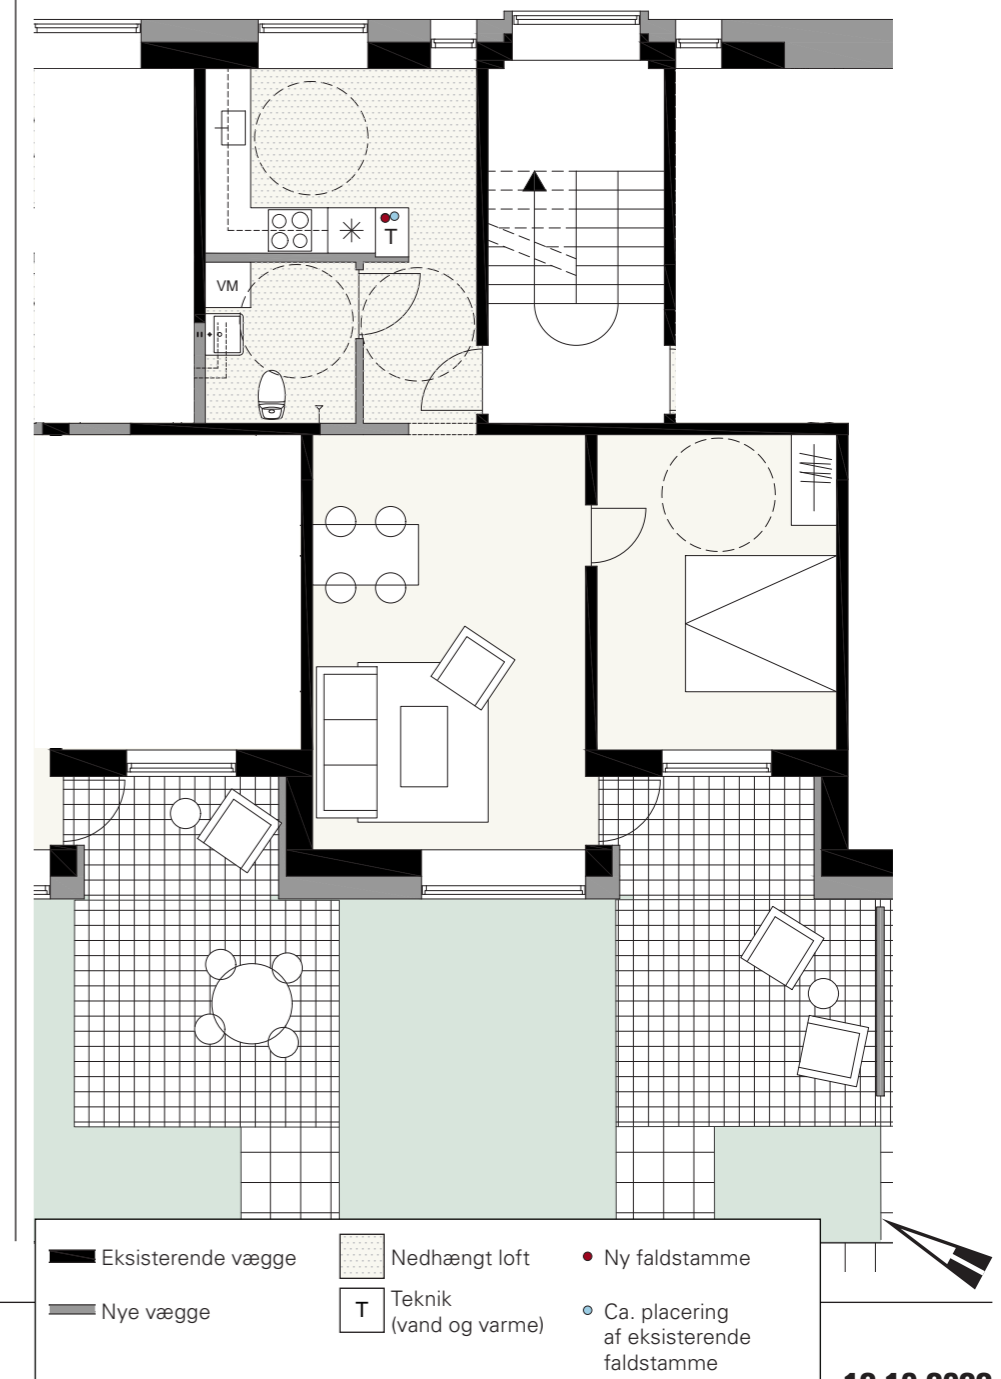 T
VM
Eksisterende vægge
Nedhængt loft
Ny faldstamme
Nye vægge
T
Teknik
(vand og varme)
Ca. placering
af eksisterende
faldstamme